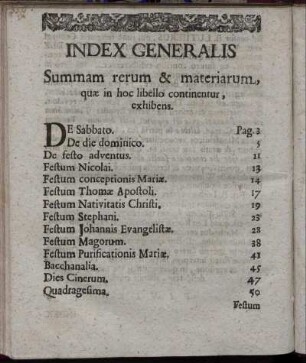 INDEX GENERALIS
Summam rerum & materiarum,
quæ in hoc libello continentur,
exhibens.
DE Sabbato. Pag. 3
De die dominico. 5
De festo adventus. 11
Festum Nicolai. 13
Festum conceptionis Mariæ. 14
Festum Thomæ Apostoli. 17
Festum Nativitatis Christi. 19
Festum Stephani. 23
Festum Johannis Evangelistæ. 28
Festum Magorum. 38
Festum Purificationis Mariæ. 41
Bacchanalia. 45
Dies Cinerum. 47
Quadragesima. 50
Festum